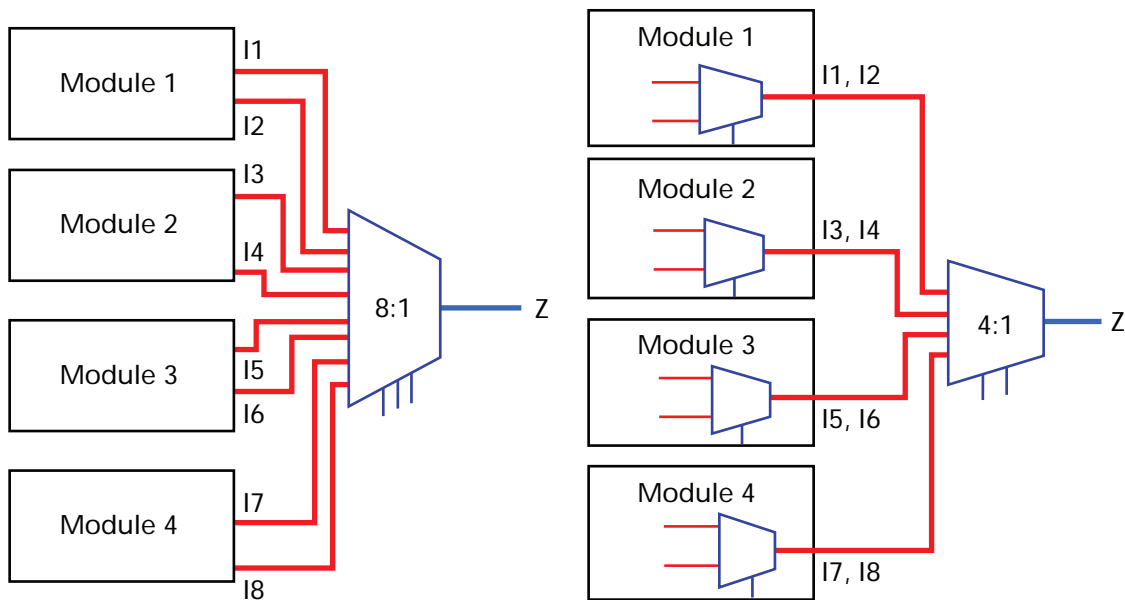 Module 1
I1
I2
Module 2
I3
I4
Module 3
I5
I6
Module 4
I7
I8
8:1
Z
Module 1
I1, I2
Module 2
I3, I4
Module 3
I5, I6
Module 4
I7, I8
4:1
Z